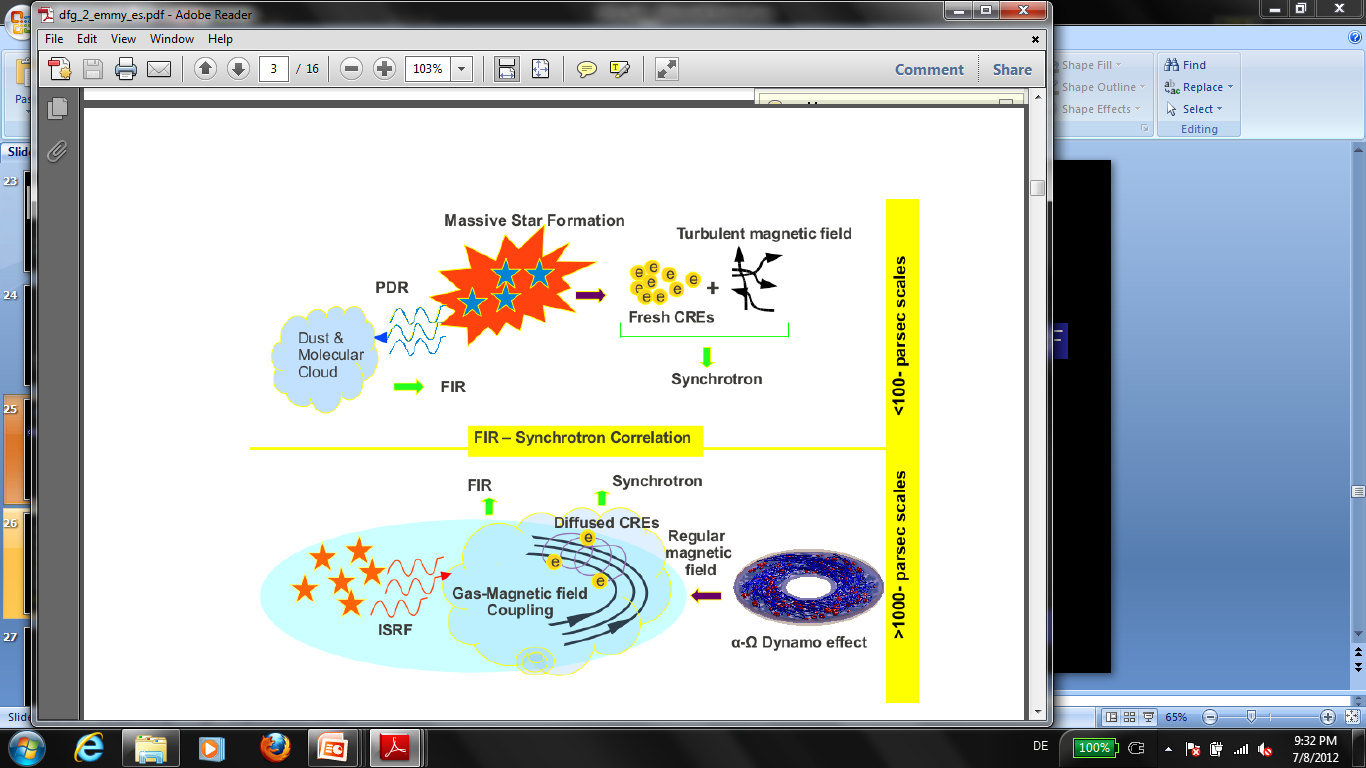 dfg_2_emmy_es.pdf - Adobe Reader
File Edit View Window Help
3 / 16 103% Comment Share
Shape Fill
Shape Outline
Shape Effects
Find
Replace
Select
Editing
Pas
Slid
23
24
25
26
27
Massive Star Formation
Turbulent magnetic field
PDR
e e e e e e e e e
+
Fresh CREs
Dust &
Molecular
Cloud
FIR
Synchrotron
<100- parsec scales
FIR – Synchrotron Correlation
FIR
Synchrotron
Diffused CREs
e e e
Regular
magnetic
field
Gas-Magnetic field
Coupling
ISRF
α-Ω Dynamo effect
>1000- parsec scales
Slide
65%
DE
100%
9:32 PM
7/8/2012